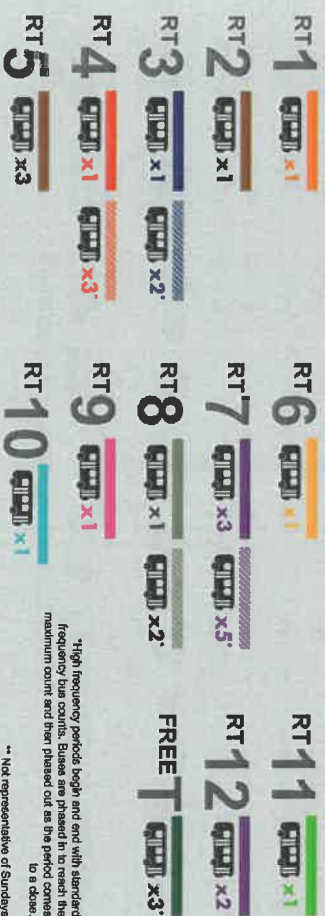 RT 1 x1
RT 2 x1
RT 3 x1 x2*
RT 4 x1 x3*
RT 5 x3
RT 6 x1
RT 7 x3 x5*
RT 8 x1 x2*
RT 9 x1
RT 10 x1
RT 11 x1
RT 12 x2
FREE T x3*
*High frequency periods begin and end with standard
frequency bus counts. Buses are phased in to reach the
maximum count and then phased out as the period comes
to a close.
** Not representative of Sundays